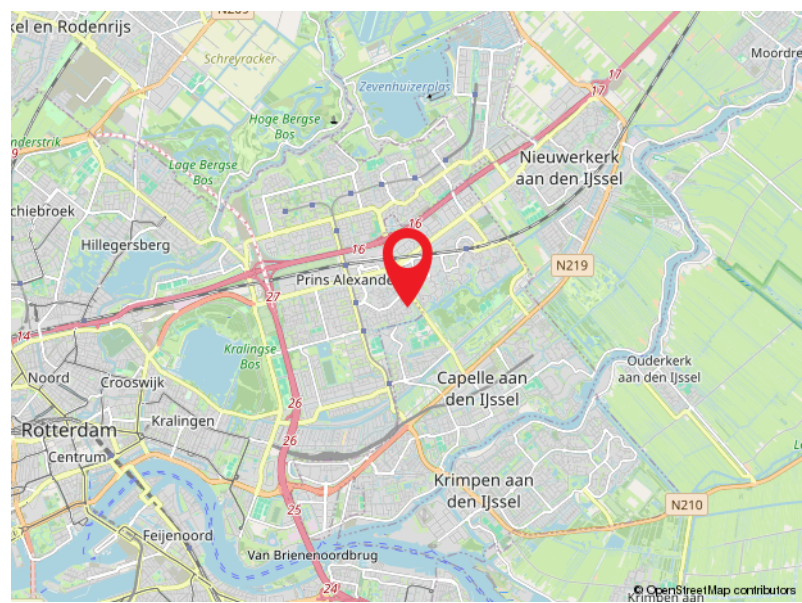 N209
kel en Rodenrijs
Schreyracker
17
Moordre
Zevenhuizerplas
17
Hoge Bergse
Bos
nderstrik
9
Nieuwerkerk
aan den IJssel
Lage Bergse
Bos
chiebroek
16
Hillegersberg
16
N219
Prins Alexande
27
14
Kralingse
Bos
Ouderkerk
aan den IJssel
Noord
Crooswijk
Capelle aan
den IJssel
26
Kralingen
Rotterdam
26
Centrum
Krimpen aan
den IJssel
N210
25
Feijenoord
Van Brienenoordbrug
24
© OpenStreetMap contributors
Krimpen aan